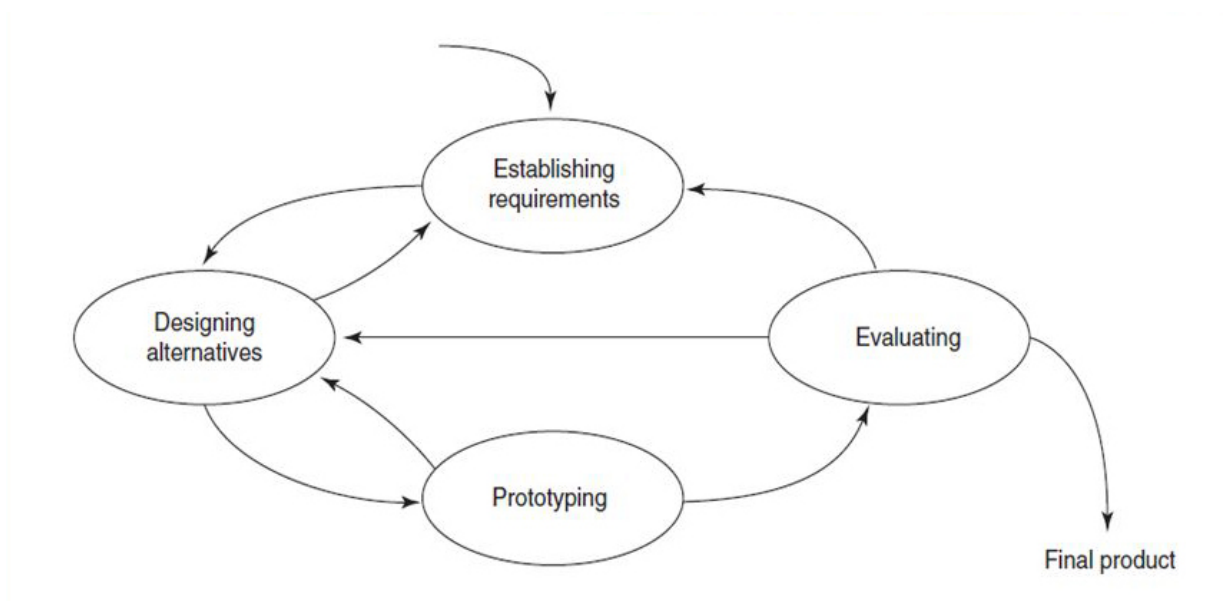 Establishing
requirements
Designing
alternatives
Evaluating
Prototyping
Final product